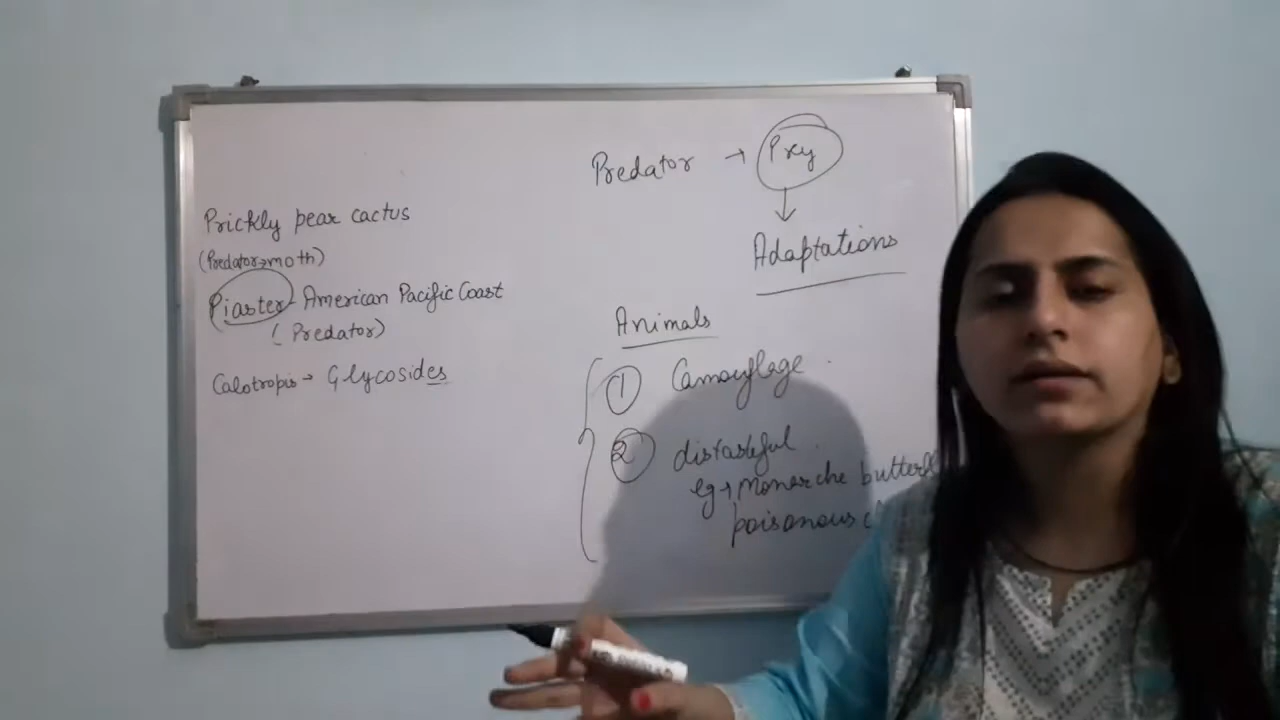 Prickly pear cactus
(Predator→moth)
Piaster - American Pacific Coast
(Predator)
Calotropis → Glycosides
Predator → Prey
Adaptations
Animals
1 Camouflage
2 distasteful
eg → monarche
poisonous